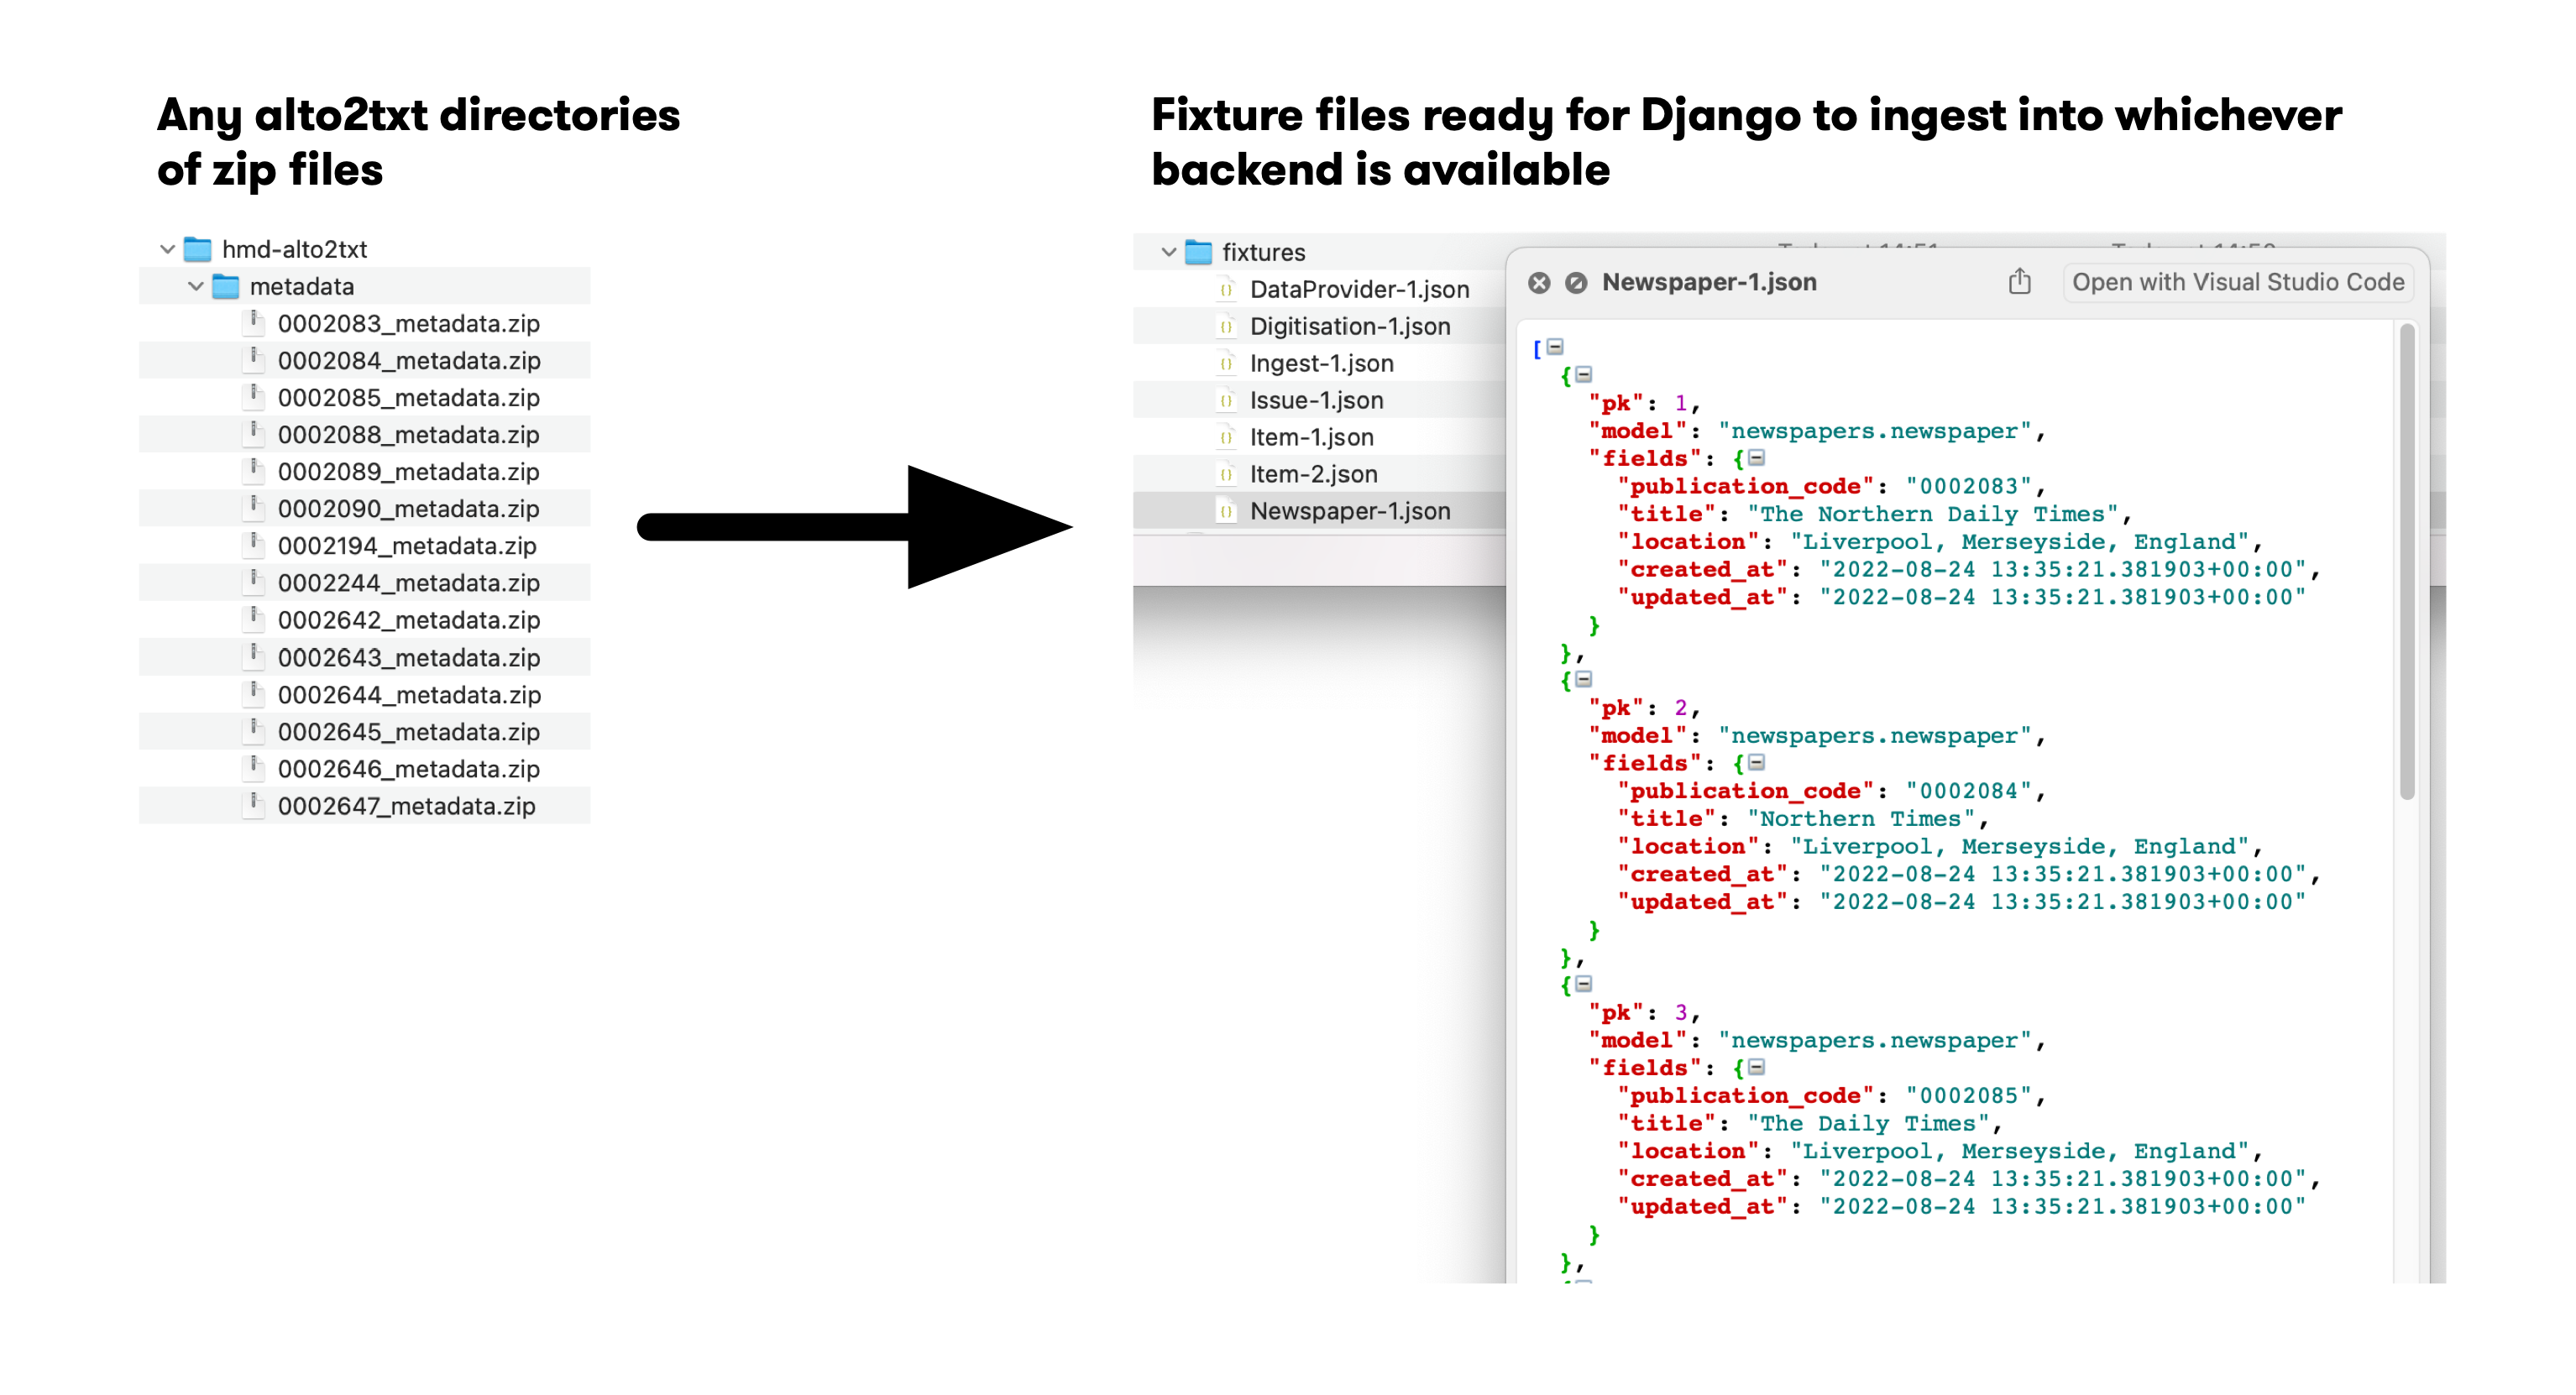 Any alto2txt directories
of zip files
hmd-alto2txt
metadata
0002083_metadata.zip
0002084_metadata.zip
0002085_metadata.zip
0002088_metadata.zip
0002089_metadata.zip
0002090_metadata.zip
0002194_metadata.zip
0002244_metadata.zip
0002642_metadata.zip
0002643_metadata.zip
0002644_metadata.zip
0002645_metadata.zip
0002646_metadata.zip
0002647_metadata.zip
Fixture files ready for Django to ingest into whichever
backend is available
fixtures
DataProvider-1.json
Digitisation-1.json
Ingest-1.json
Issue-1.json
Item-1.json
Item-2.json
Newspaper-1.json
Newspaper-1.json
Open with Visual Studio Code
[
{
"pk": 1,
"model": "newspapers.newspaper",
"fields": {
"publication_code": "0002083",
"title": "The Northern Daily Times",
"location": "Liverpool, Merseyside, England",
"created_at": "2022-08-24 13:35:21.381903+00:00",
"updated_at": "2022-08-24 13:35:21.381903+00:00"
}
},
{
"pk": 2,
"model": "newspapers.newspaper",
"fields": {
"publication_code": "0002084",
"title": "Northern Times",
"location": "Liverpool, Merseyside, England",
"created_at": "2022-08-24 13:35:21.381903+00:00",
"updated_at": "2022-08-24 13:35:21.381903+00:00"
}
},
{
"pk": 3,
"model": "newspapers.newspaper",
"fields": {
"publication_code": "0002085",
"title": "The Daily Times",
"location": "Liverpool, Merseyside, England",
"created_at": "2022-08-24 13:35:21.381903+00:00",
"updated_at": "2022-08-24 13:35:21.381903+00:00"
}
},